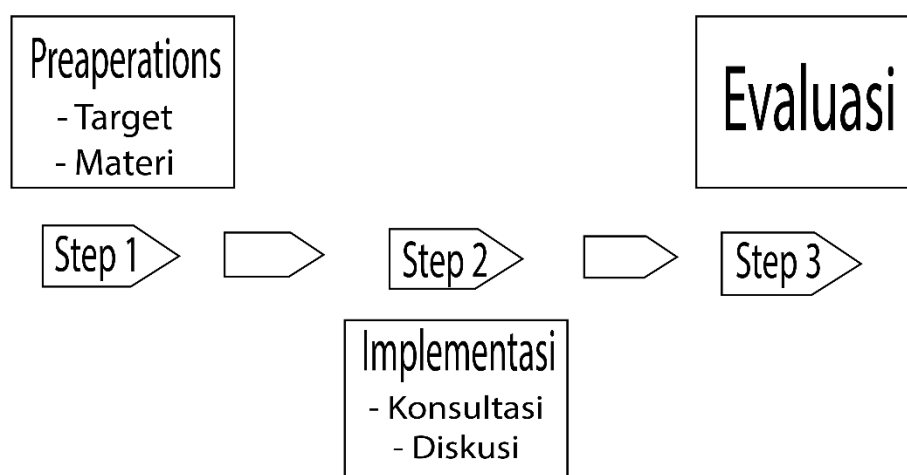 Preaperations
- Target
- Materi
Evaluasi
Step 1
Step 2
Step 3
Implementasi
- Konsultasi
- Diskusi